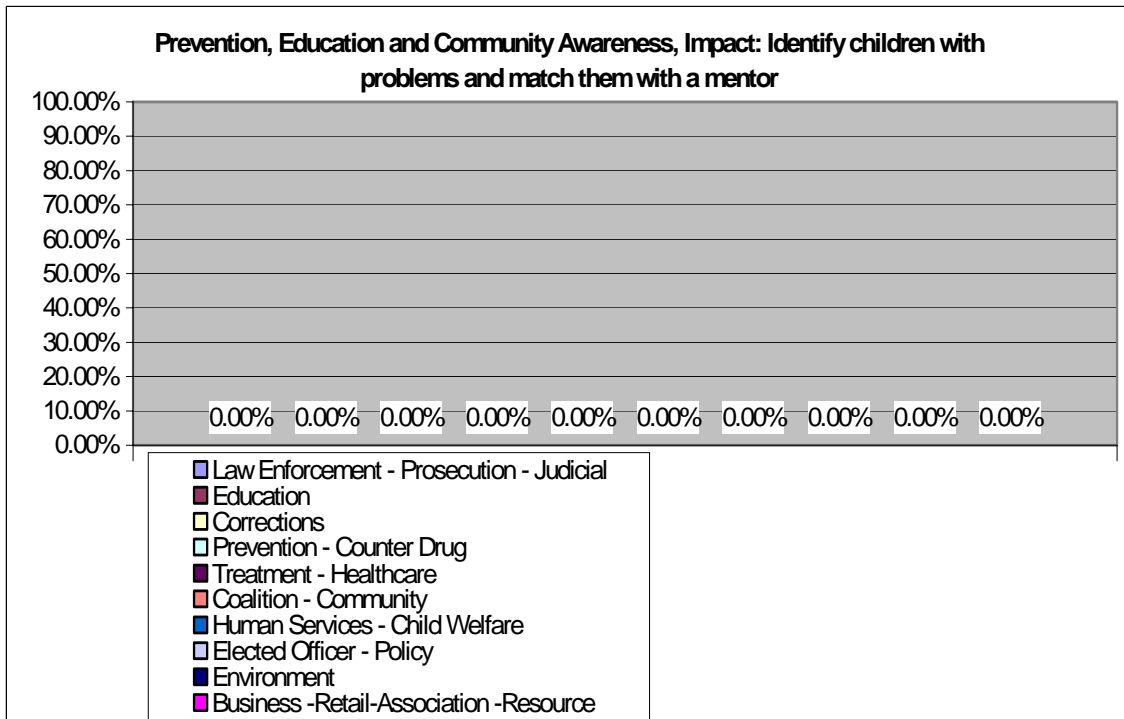 Prevention, Education and Community Awareness, Impact: Identify children with
problems and match them with a mentor
100.00%
90.00%
80.00%
70.00%
60.00%
50.00%
40.00%
30.00%
20.00%
10.00%
0.00%
0.00% 0.00% 0.00% 0.00% 0.00% 0.00% 0.00% 0.00% 0.00% 0.00%
Law Enforcement - Prosecution - Judicial
Education
Corrections
Prevention - Counter Drug
Treatment - Healthcare
Coalition - Community
Human Services - Child Welfare
Elected Officer - Policy
Environment
Business -Retail-Association -Resource